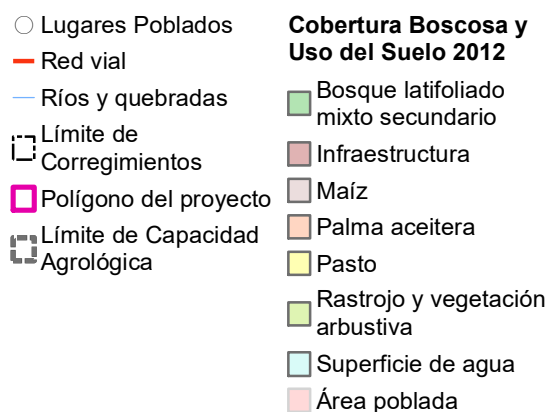 Lugares Poblados
Red vial
Ríos y quebradas
Límite de
Corregimientos
Polígono del proyecto
Límite de Capacidad
Agrológica
Cobertura Boscosa y
Uso del Suelo 2012
Bosque latifoliado
mixto secundario
Infraestructura
Maíz
Palma aceitera
Pasto
Rastrojo y vegetación
arbustiva
Superficie de agua
Área poblada